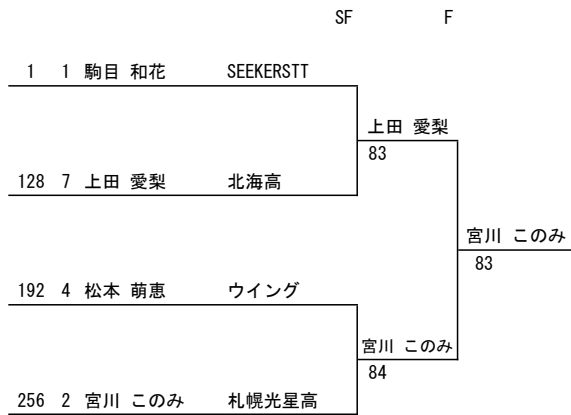 SF F
1 1 駒目 和花 SEEKERSTT
上田 愛梨
83
128 7 上田 愛梨 北海高
宮川 このみ
83
192 4 松本 萌恵 ウイング
宮川 このみ
84
256 2 宮川 このみ 札幌光星高